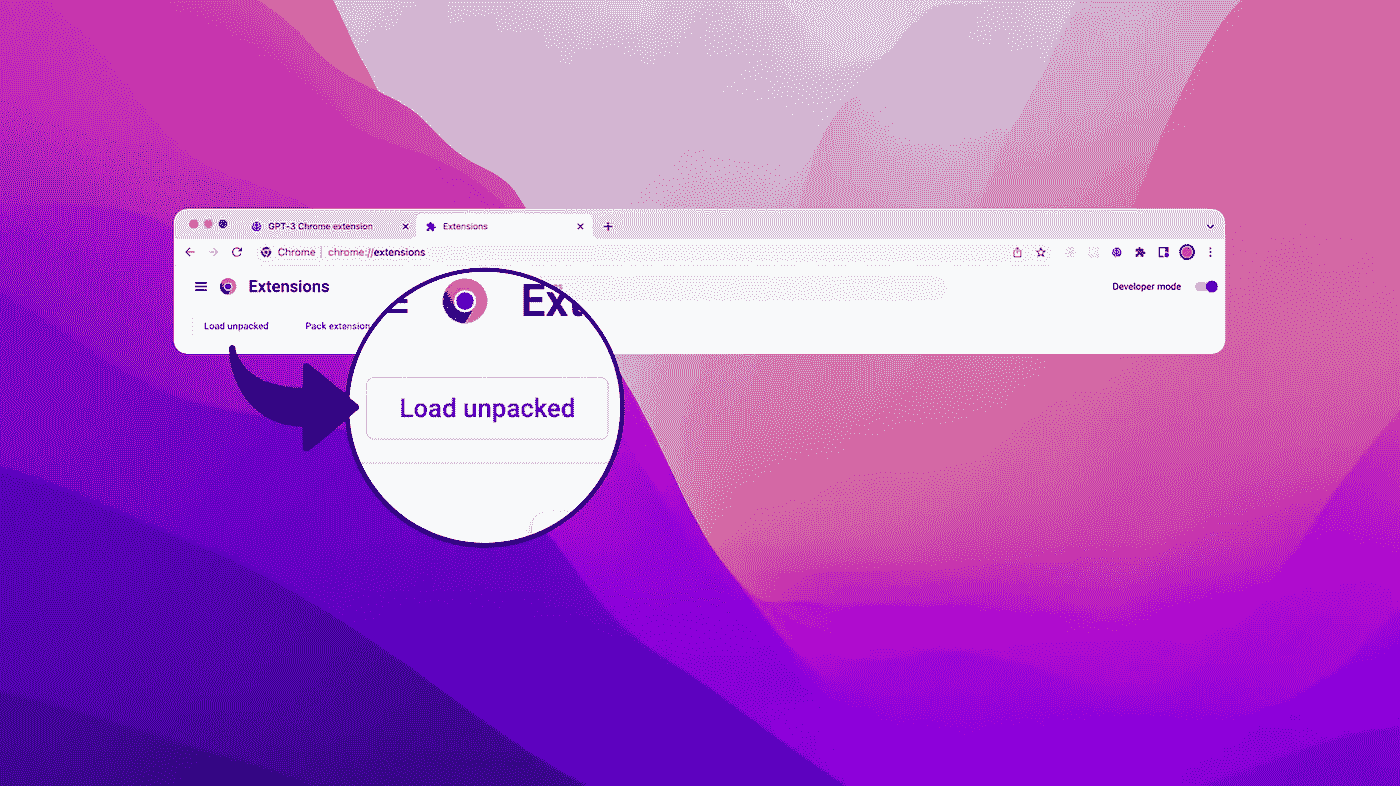 GPT-3 Chrome extension
Extensions
Chrome | chrome://extensions
Extensions
Developer mode
Load unpacked
Pack extension
Ext
Load unpacked